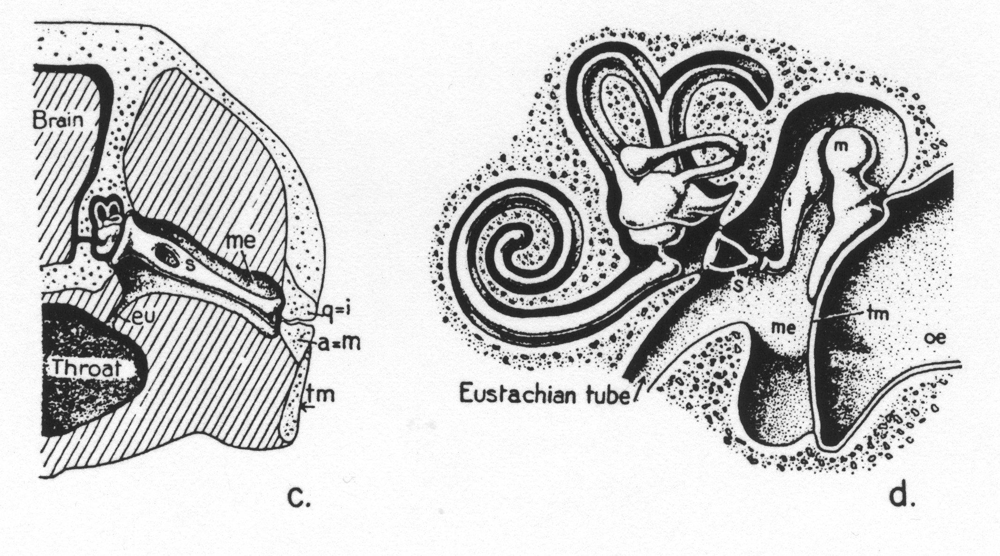 Brain
me
s
q=i
eu
a=m
Throat
tm
c.
m
i
s
tm
me
oe
Eustachian tube
d.